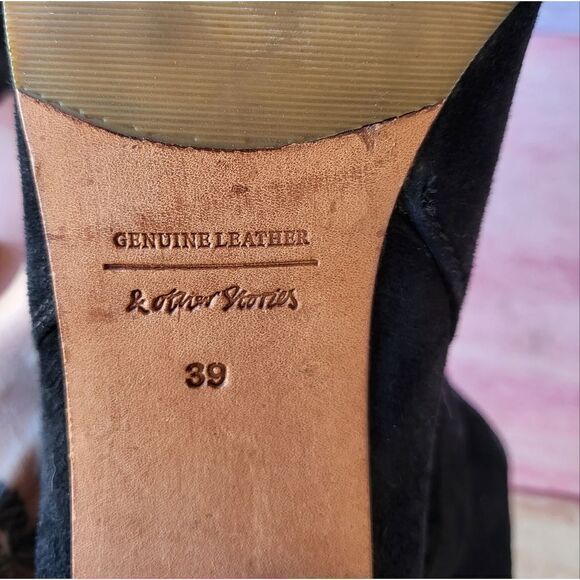 GENUINE LEATHER
& other Stories
39